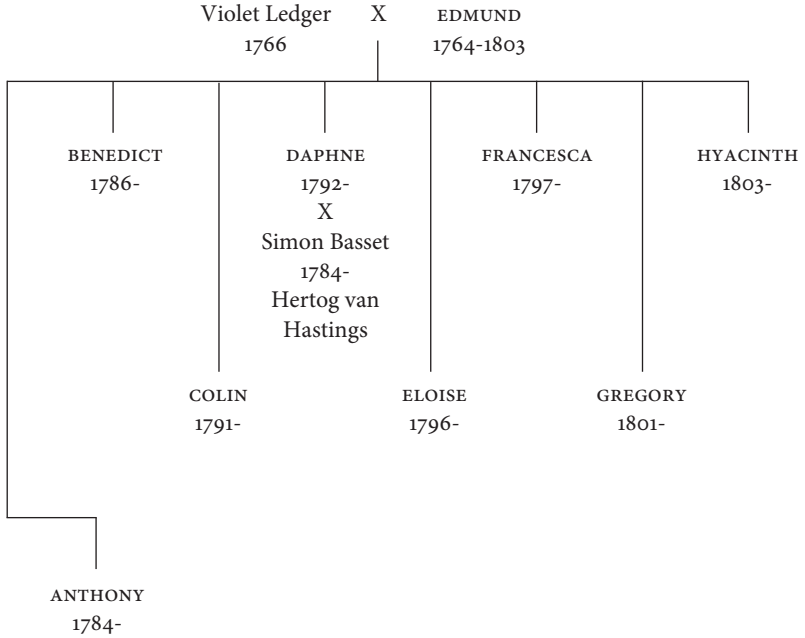 Violet Ledger X EDMUND
1766 1764-1803
BENEDICT DAPHNE FRANCESCA HYACINTH
1786- 1792- 1797- 1803-
X
Simon Basset
1784-
Hertog van
Hastings
COLIN ELOISE GREGORY
1791- 1796- 1801-
ANTHONY
1784-